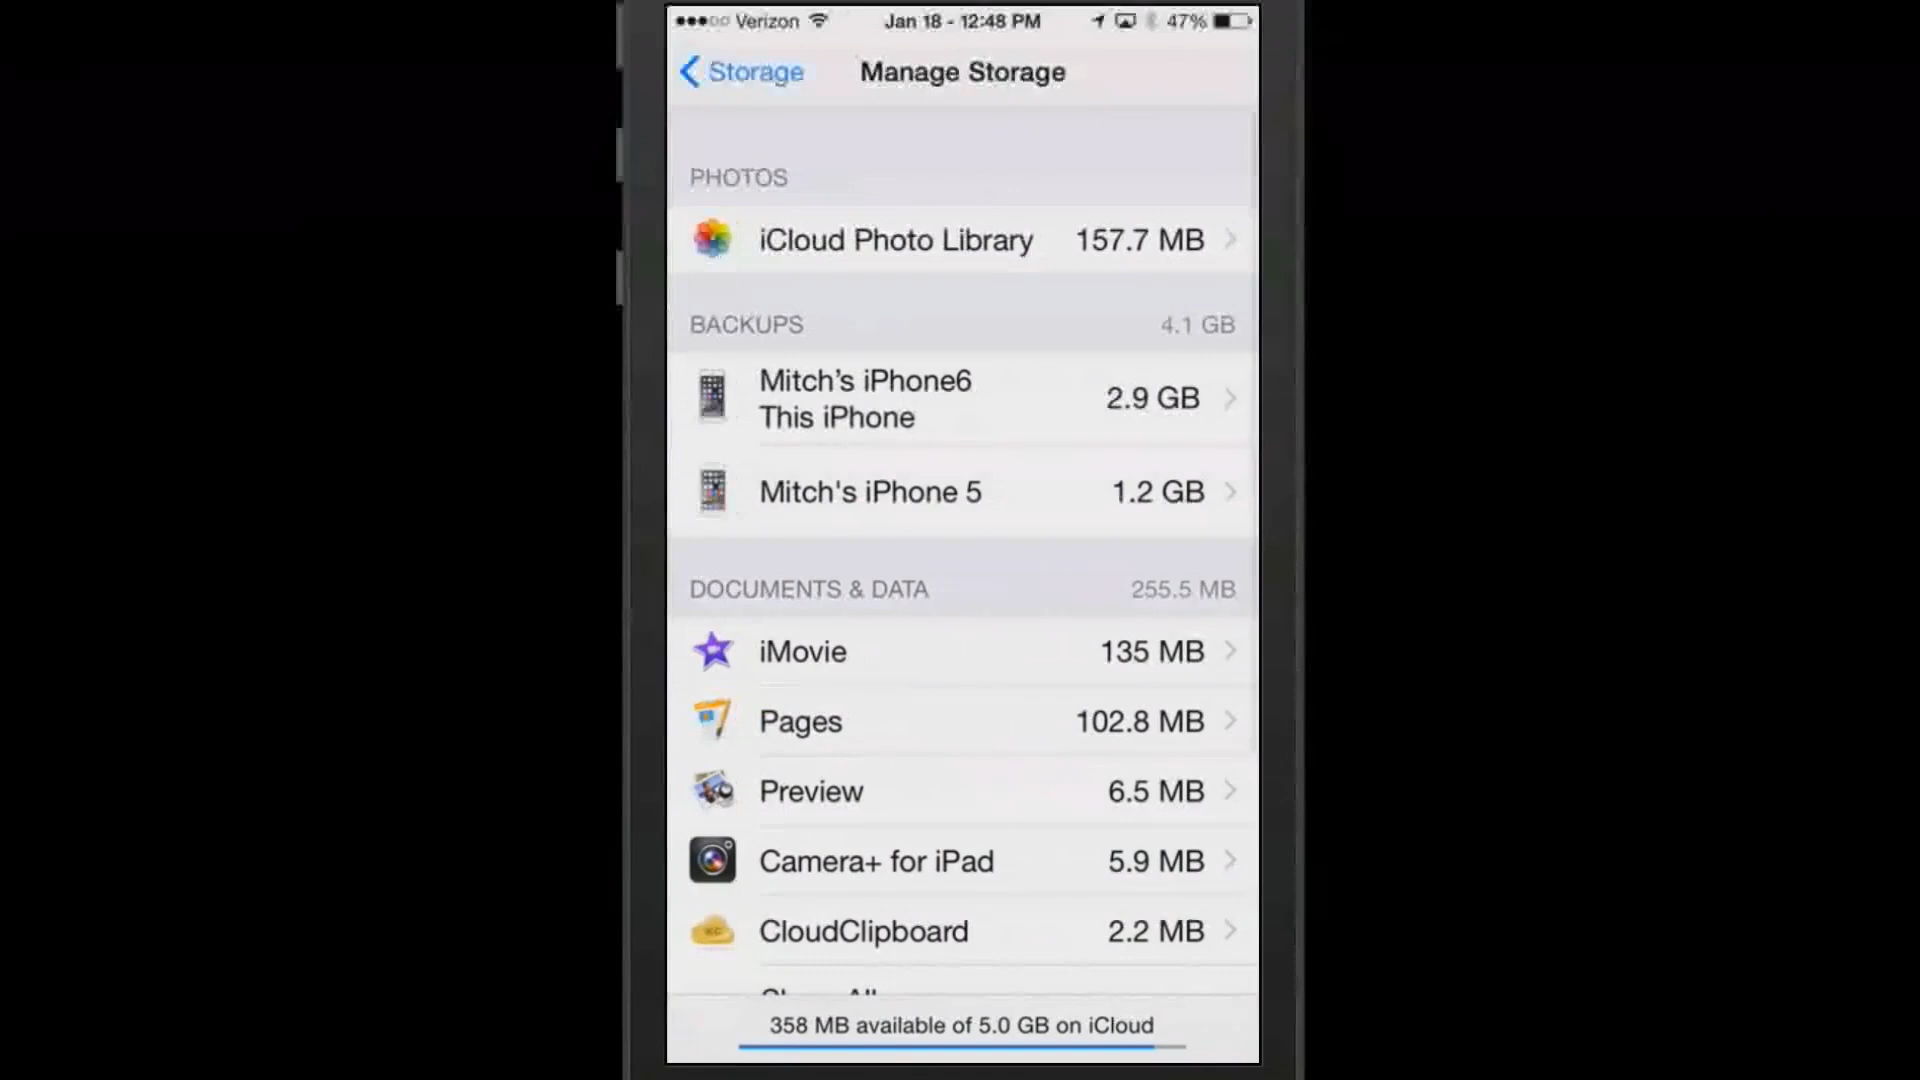 Verizon Jan 18 - 12:48 PM 47%
Storage Manage Storage
PHOTOS
iCloud Photo Library 157.7 MB
BACKUPS 4.1 GB
Mitch’s iPhone6
This iPhone 2.9 GB
Mitch's iPhone 5 1.2 GB
DOCUMENTS & DATA 255.5 MB
iMovie 135 MB
Pages 102.8 MB
Preview 6.5 MB
Camera+ for iPad 5.9 MB
CloudClipboard 2.2 MB
358 MB available of 5.0 GB on iCloud